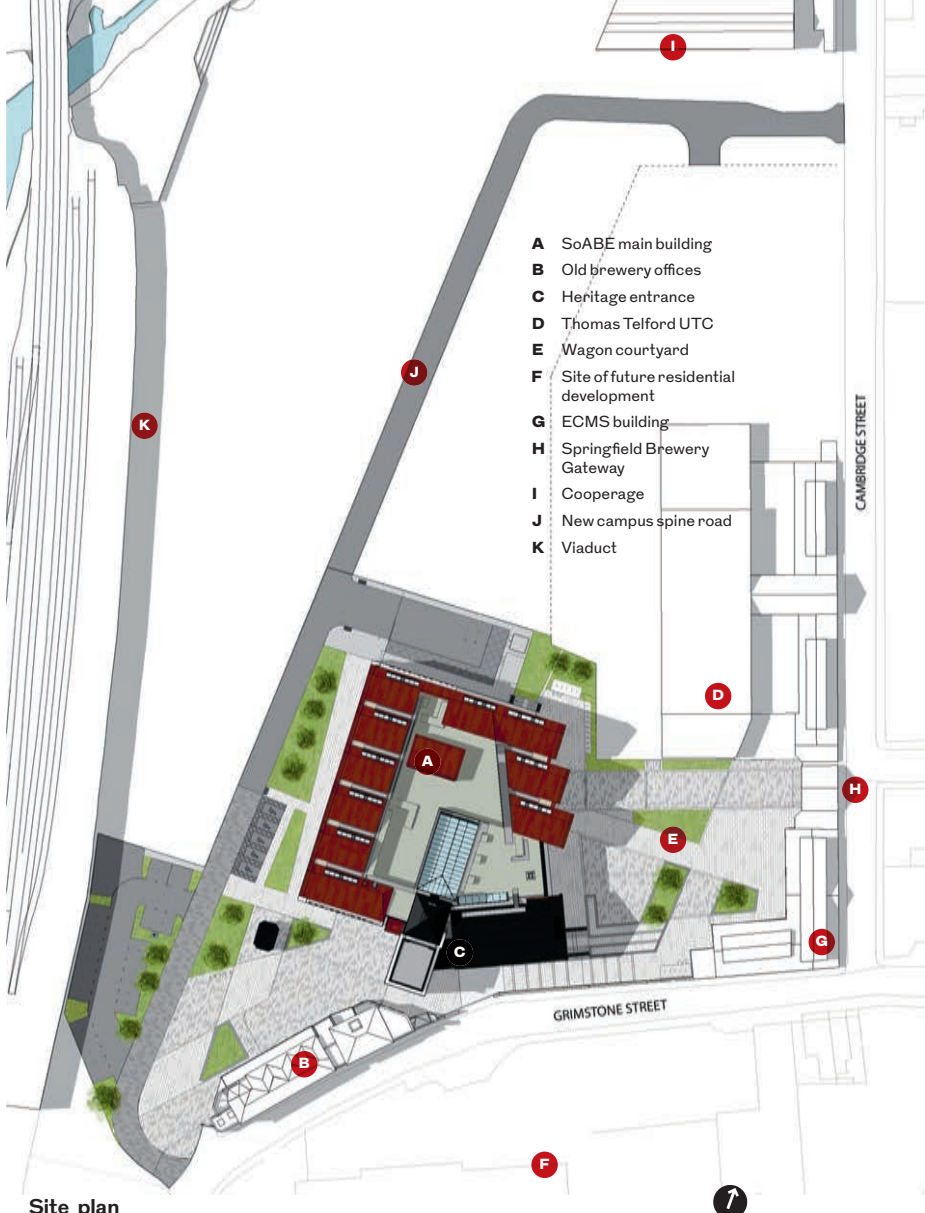 I
A SoABE main building
B Old brewery offices
C Heritage entrance
D Thomas Telford UTC
E Wagon courtyard
F Site of future residential
development
G ECMS building
H Springfield Brewery
Gateway
I Cooperage
J New campus spine road
K Viaduct
J
K
CAMBRIDGE STREET
D
A
H
E
G
C
GRIMSTONE STREET
B
F
Site plan